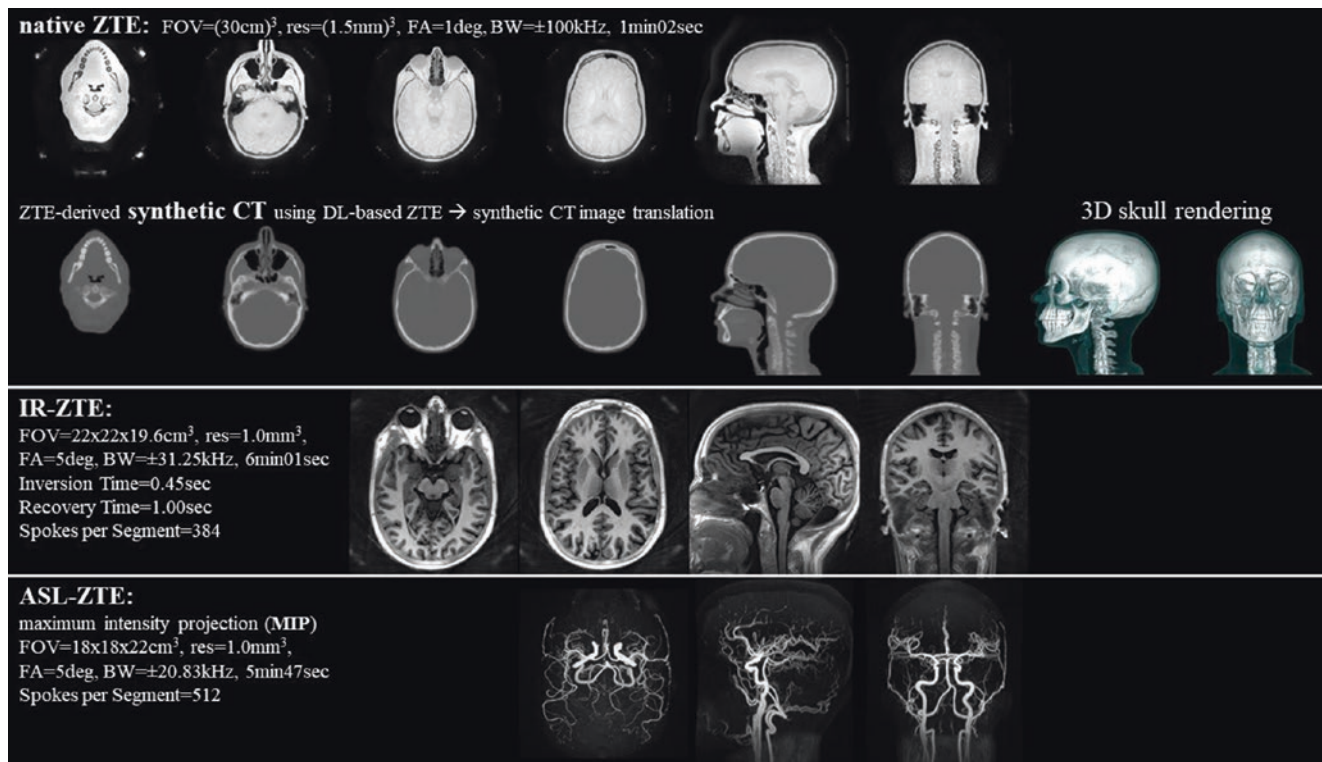 native ZTE: FOV=(30cm)³, res=(1.5mm)³, FA=1deg, BW=±100kHz, 1min02sec
ZTE-derived synthetic CT using DL-based ZTE → synthetic CT image translation
3D skull rendering
IR-ZTE:
FOV=22x22x19.6cm³, res=1.0mm³,
FA=5deg, BW=±31.25kHz, 6min01sec
Inversion Time=0.45sec
Recovery Time=1.00sec
Spokes per Segment=384
ASL-ZTE:
maximum intensity projection (MIP)
FOV=18x18x22cm³, res=1.0mm³,
FA=5deg, BW=±20.83kHz, 5min47sec
Spokes per Segment=512